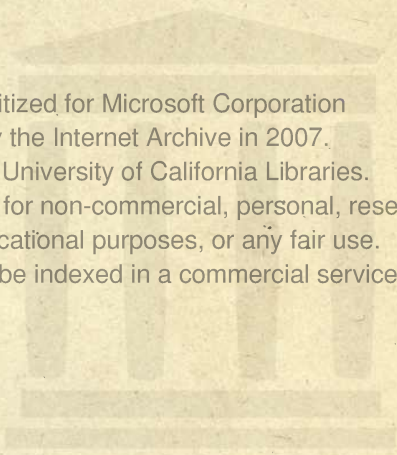 itized for Microsoft Corporation
the Internet Archive in 2007.
University of California Libraries.
for non-commercial, personal, rese
cational purposes, or any fair use.
be indexed in a commercial service